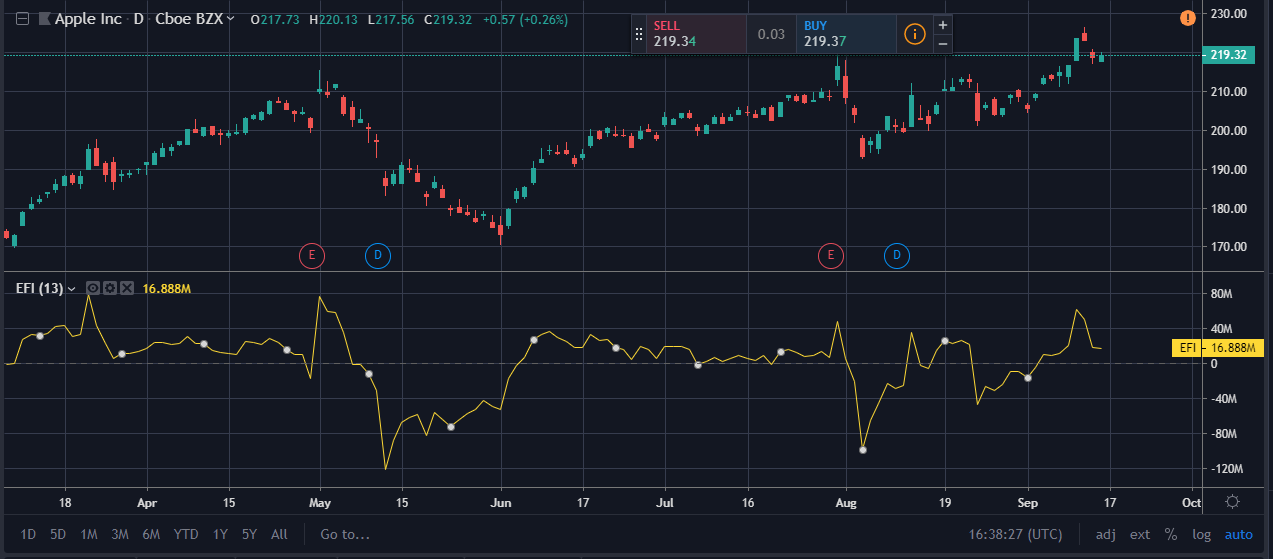 Apple Inc · D · Cboe BZX O217.73 H220.13 L217.56 C219.32 +0.57 (+0.26%)
SELL
219.34
0.03
BUY
219.37
i
+
−
!
230.00
219.32
210.00
200.00
190.00
180.00
170.00
E
D
E
D
EFI (13) 16.888M
80M
40M
EFI 16.888M
0
-40M
-80M
-120M
18 Apr 15 May 15 Jun 17 Jul 16 Aug 19 Sep 17 Oct
1D 5D 1M 3M 6M YTD 1Y 5Y All Go to... 16:38:27 (UTC) adj ext % log auto